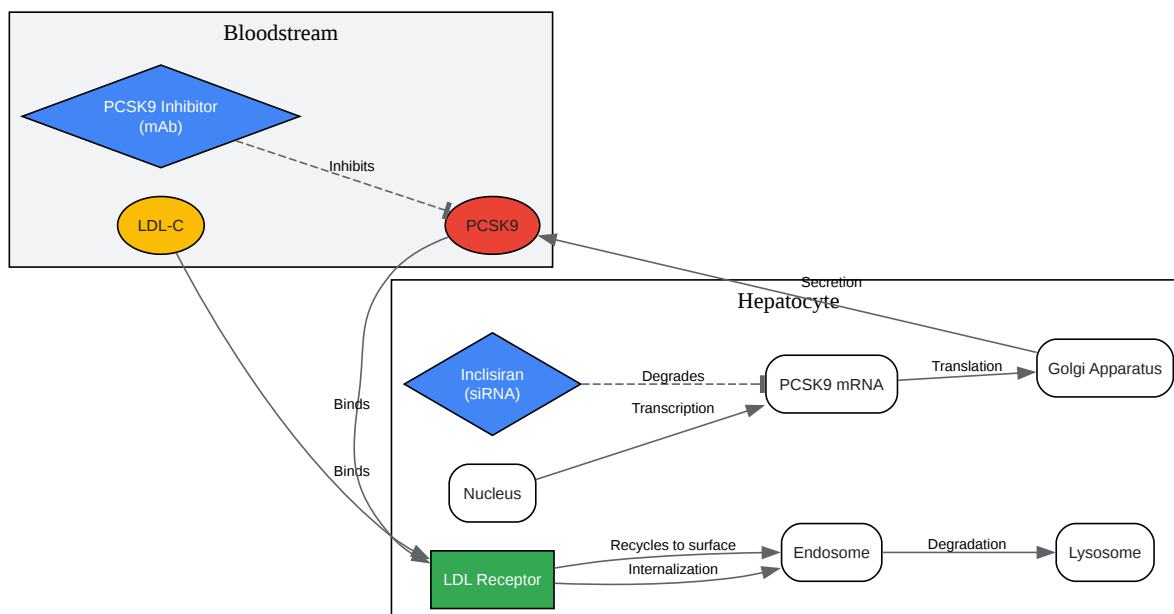 Bloodstream
PCSK9 Inhibitor
(mAb)
Inhibits
LDL-C
PCSK9
Secretion
Hepatocyte
Inclisiran
(siRNA)
Degrades
PCSK9 mRNA
Translation
Golgi Apparatus
Binds
Transcription
Nucleus
Binds
LDL Receptor
Recycles to surface
Internalization
Endosome
Degradation
Lysosome